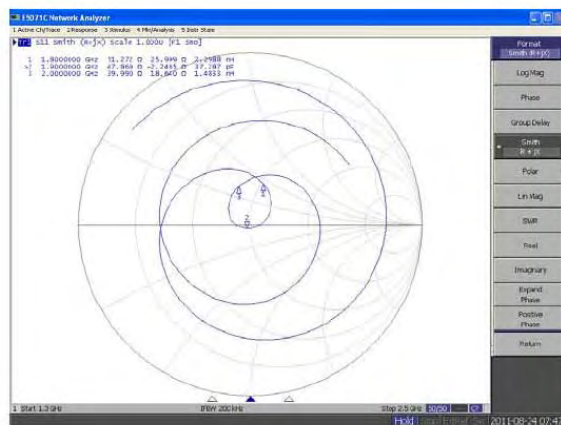 E5071C Network Analyzer
1 Active Ch/Trace 2 Response 3 Stimulus 4 Mkr/Analysis 5 Instr State
Tr1 S11 Smith (R+jX) Scale 1.000U [F1 Smo]
1 1.8000000 GHz 51.272 Ω 25.999 Ω 2.2988 nH
>2 1.9000000 GHz 47.869 Ω -2.2455 Ω 37.287 pF
3 2.0000000 GHz 39.990 Ω 18.640 Ω 1.4833 nH
3
1
2
Format
Smith (R+jX)
Log Mag
Phase
Group Delay
Smith
R + jX
Polar
Lin Mag
SWR
Real
Imaginary
Expand
Phase
Positive
Phase
Return
1 Start 1.3 GHz
IFBW 200 kHz
Stop 2.5 GHz
Hold
2011-08-24 07:47